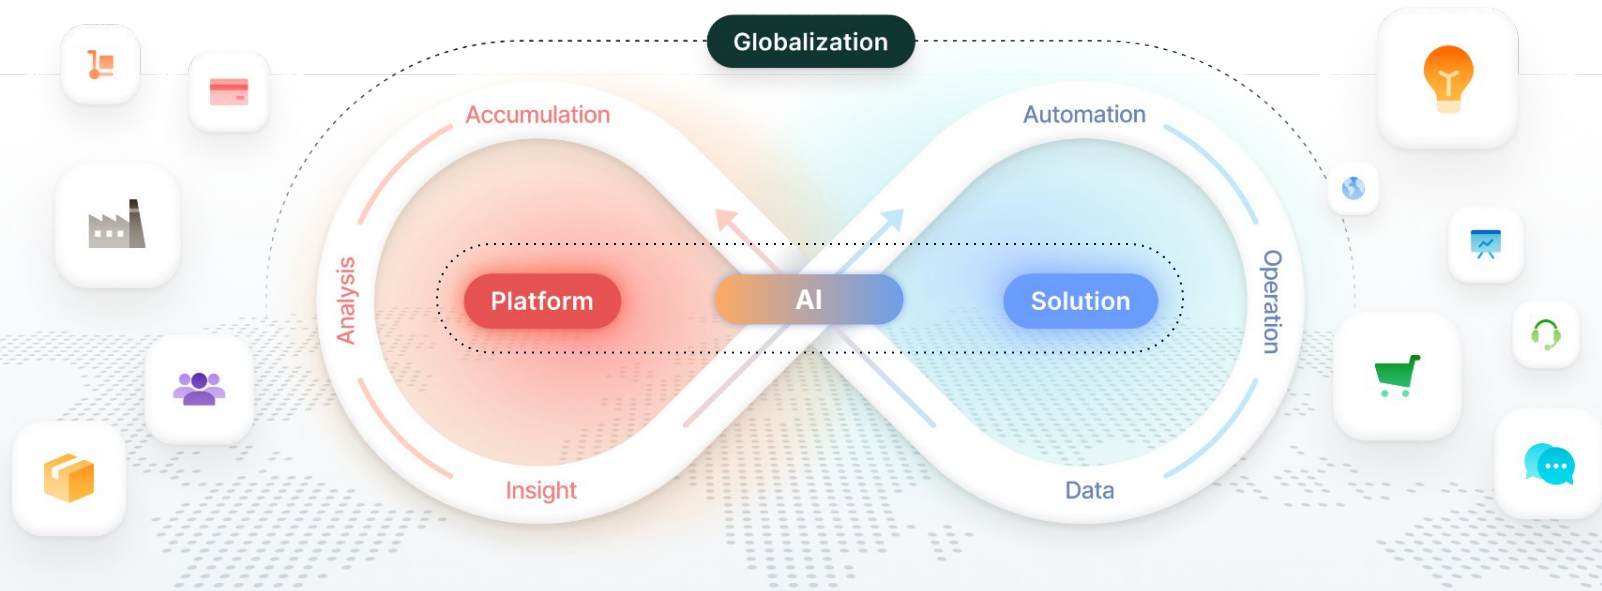 Globalization
Accumulation
Automation
Analysis
Platform
AI
Solution
Operation
Insight
Data